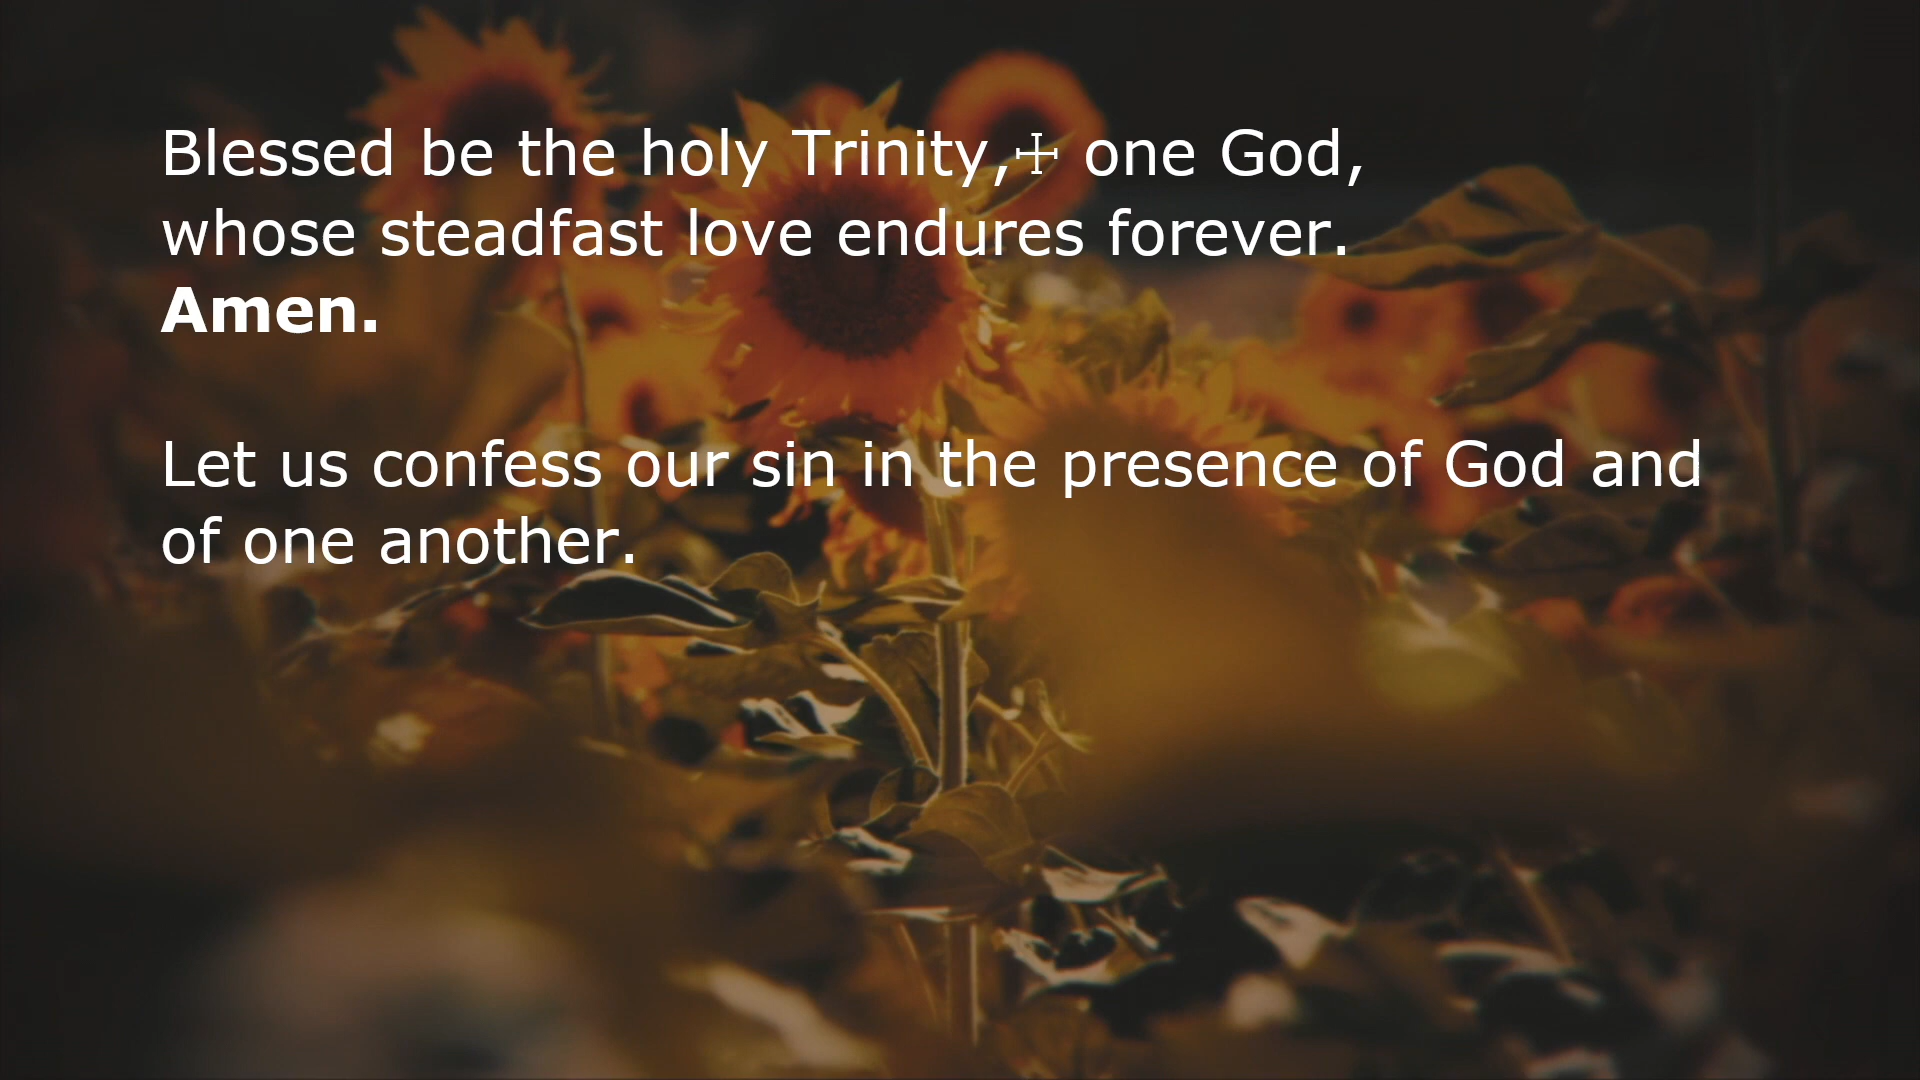 Blessed be the holy Trinity,☩ one God,
whose steadfast love endures forever.
Amen.
Let us confess our sin in the presence of God and
of one another.